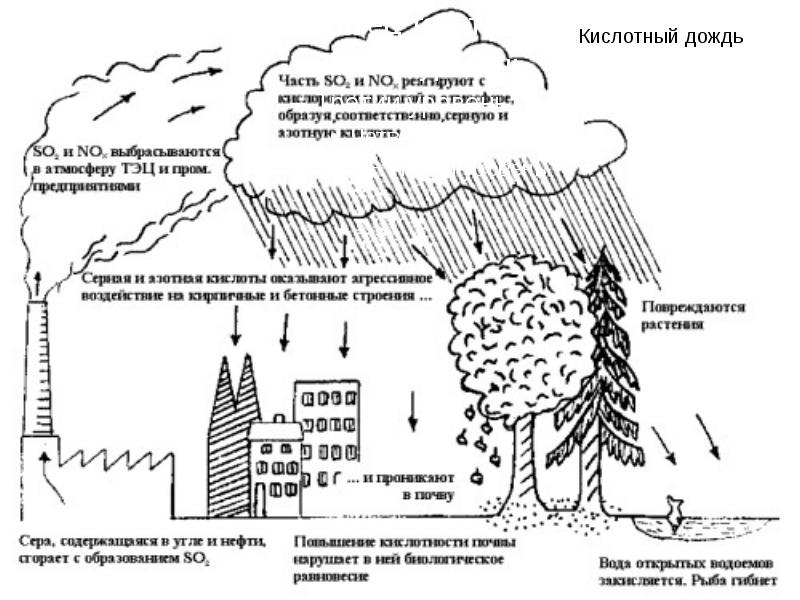 Кислотный дождь
Часть SO₂ и NOₓ реагируют с
образуя,соответственно,серную и
азотную
SO₂ и NOₓ выбрасываются
в атмосферу ТЭЦ и пром.
предприятиями
Серная и азотная кислоты оказывают агрессивное
воздействие на кирпичные и бетонные строения ...
Повреждаются
растения
... и проникают
в почву
Сера, содержащаяся в угле и нефти,
сгорает с образованием SO₂
Повышение кислотности почвы
нарушает в ней биологическое
равновесие
Вода открытых водоемов
закисляется. Рыба гибнет